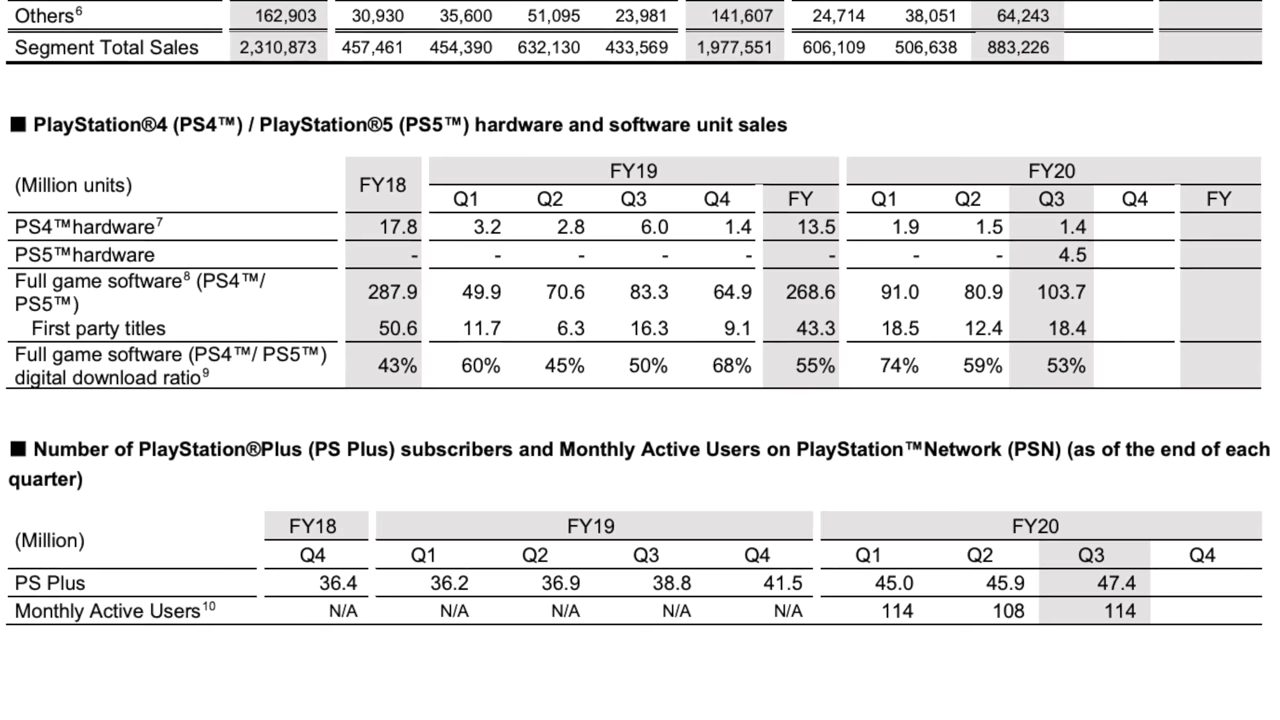 Others6 162,903 30,930 35,600 51,095 23,981 141,607 24,714 38,051 64,243
Segment Total Sales 2,310,873 457,461 454,390 632,130 433,569 1,977,551 606,109 506,638 883,226
■ PlayStation®4 (PS4™) / PlayStation®5 (PS5™) hardware and software unit sales
(Million units) FY18 FY19 FY20
Q1 Q2 Q3 Q4 FY Q1 Q2 Q3 Q4 FY
PS4™hardware7 17.8 3.2 2.8 6.0 1.4 13.5 1.9 1.5 1.4
PS5™hardware - - - - - - - - 4.5
Full game software8 (PS4™/
PS5™) 287.9 49.9 70.6 83.3 64.9 268.6 91.0 80.9 103.7
First party titles 50.6 11.7 6.3 16.3 9.1 43.3 18.5 12.4 18.4
Full game software (PS4™/ PS5™)
digital download ratio9 43% 60% 45% 50% 68% 55% 74% 59% 53%
■ Number of PlayStation®Plus (PS Plus) subscribers and Monthly Active Users on PlayStation™Network (PSN) (as of the end of each
quarter)
(Million) FY18 FY19 FY20
Q4 Q1 Q2 Q3 Q4 Q1 Q2 Q3 Q4
PS Plus 36.4 36.2 36.9 38.8 41.5 45.0 45.9 47.4
Monthly Active Users10 N/A N/A N/A N/A N/A 114 108 114